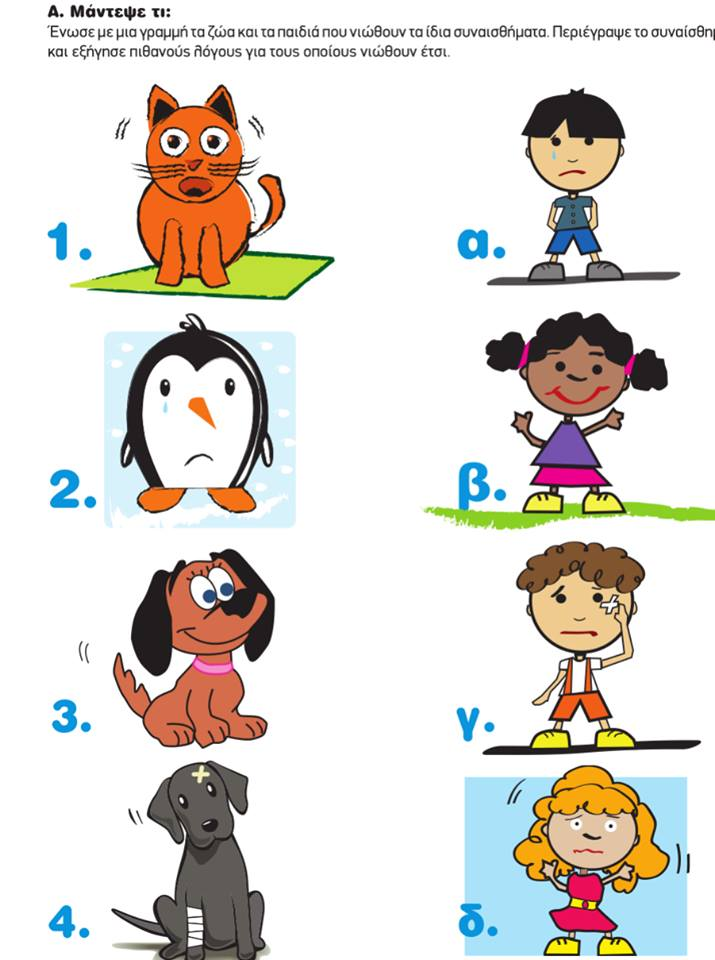 Α. Μάντεψε τι:
Ένωσε με μια γραμμή τα ζώα και τα παιδιά που νιώθουν τα ίδια συναισθήματα. Περιέγραψε το
και εξήγησε πιθανούς λόγους για τους οποίους νιώθουν έτσι.
1.
α.
2.
β.
3.
γ.
4.
δ.